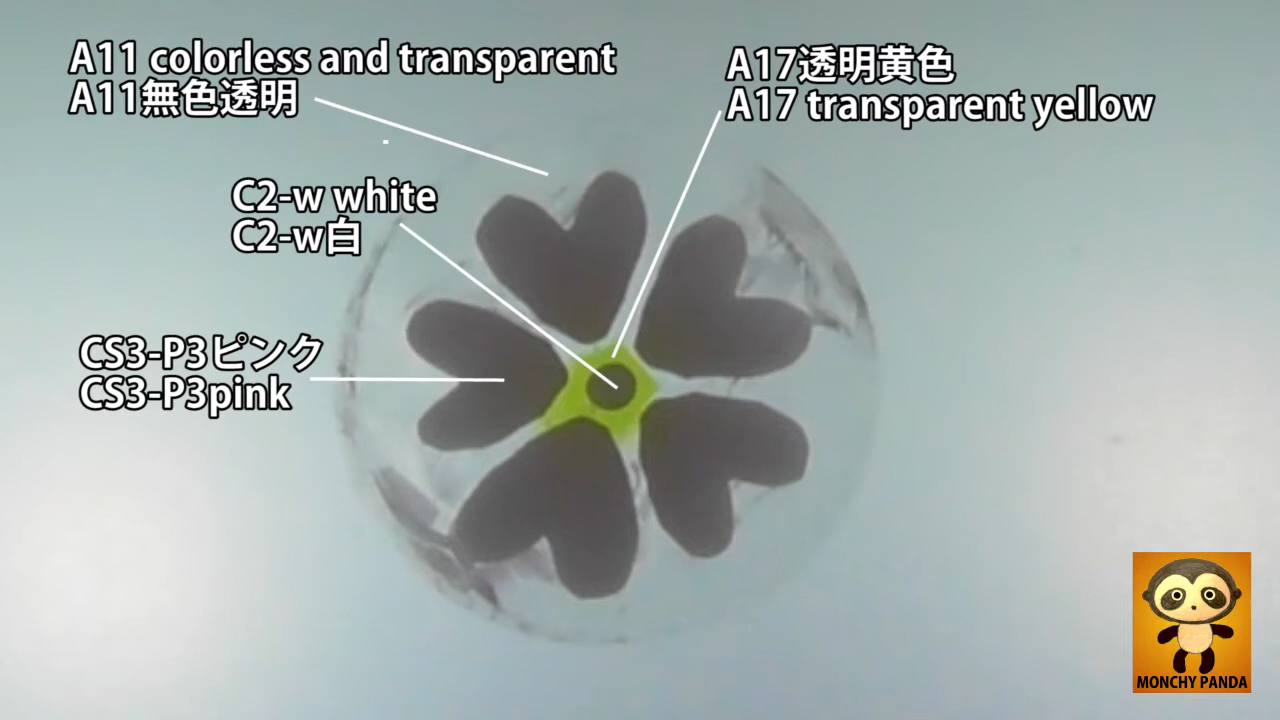 A11 colorless and transparent
A11無色透明
A17透明黄色
A17 transparent yellow
C2-w white
C2-w白
CS3-P3ピンク
CS3-P3pink
MONCHY PANDA